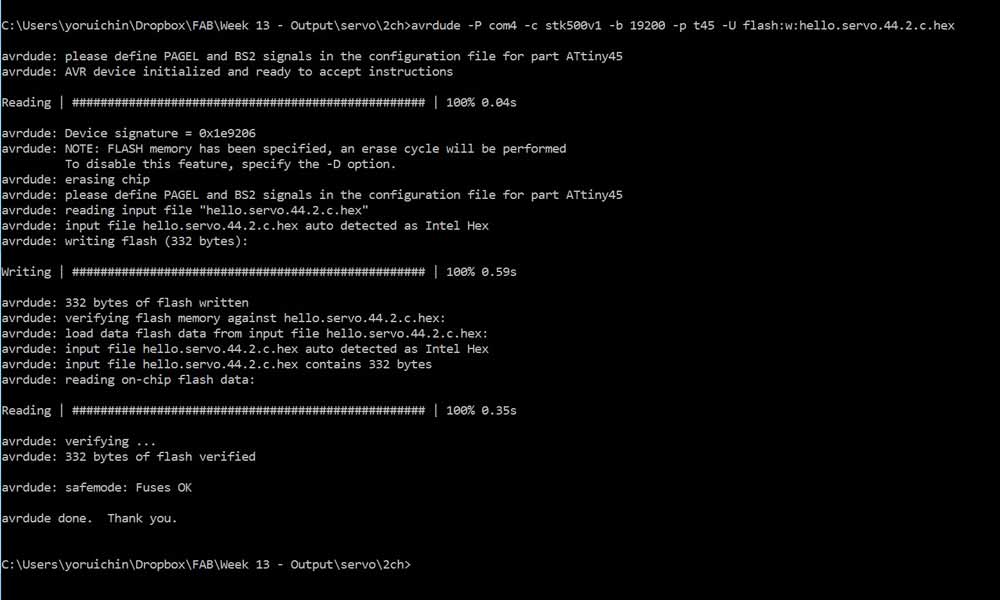 C:\Users\yoruichin\Dropbox\FAB\Week 13 - Output\servo\2ch>avrdude -P com4 -c stk500v1 -b 19200 -p t45 -U flash:w:hello.servo.44.2.c.hex
avrdude: please define PAGEL and BS2 signals in the configuration file for part ATtiny45
avrdude: AVR device initialized and ready to accept instructions
Reading | ################################################## | 100% 0.04s
avrdude: Device signature = 0x1e9206
avrdude: NOTE: FLASH memory has been specified, an erase cycle will be performed
To disable this feature, specify the -D option.
avrdude: erasing chip
avrdude: please define PAGEL and BS2 signals in the configuration file for part ATtiny45
avrdude: reading input file "hello.servo.44.2.c.hex"
avrdude: input file hello.servo.44.2.c.hex auto detected as Intel Hex
avrdude: writing flash (332 bytes):
Writing | ################################################## | 100% 0.59s
avrdude: 332 bytes of flash written
avrdude: verifying flash memory against hello.servo.44.2.c.hex:
avrdude: load data flash data from input file hello.servo.44.2.c.hex:
avrdude: input file hello.servo.44.2.c.hex auto detected as Intel Hex
avrdude: input file hello.servo.44.2.c.hex contains 332 bytes
avrdude: reading on-chip flash data:
Reading | ################################################## | 100% 0.35s
avrdude: verifying ...
avrdude: 332 bytes of flash verified
avrdude: safemode: Fuses OK
avrdude done.  Thank you.
C:\Users\yoruichin\Dropbox\FAB\Week 13 - Output\servo\2ch>